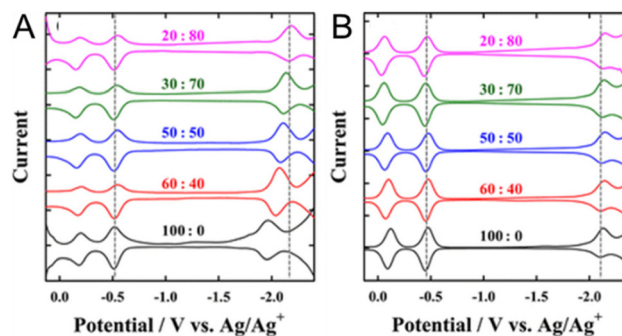 A
20 : 80
30 : 70
50 : 50
60 : 40
100 : 0
Current
0.0 -0.5 -1.0 -1.5 -2.0
Potential / V vs. Ag/Ag⁺
B
20 : 80
30 : 70
50 : 50
60 : 40
100 : 0
Current
0.0 -0.5 -1.0 -1.5 -2.0
Potential / V vs. Ag/Ag⁺